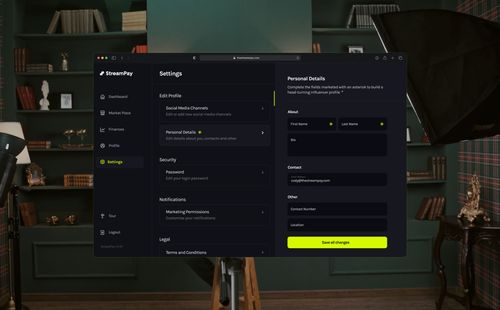 thestreampay.com
StreamPay
Dashboard
Market Place
Finances
Profile
Settings
Tour
Logout
Settings
Edit Profile
Social Media Channels
Edit or add new social media channels
Personal Details
Edit details about you, contacts and other
Security
Password
Edit your login password
Notifications
Marketing Permissions
Customise your notifications
Legal
Terms and Conditions
Personal Details
Complete the fields marketed with an asterisk to build a
head-turning influencer profile. *
About
First Name
Last Name
Bio
Contact
cody@thestreampay.com
Other
Contact Number
Location
Save all changes